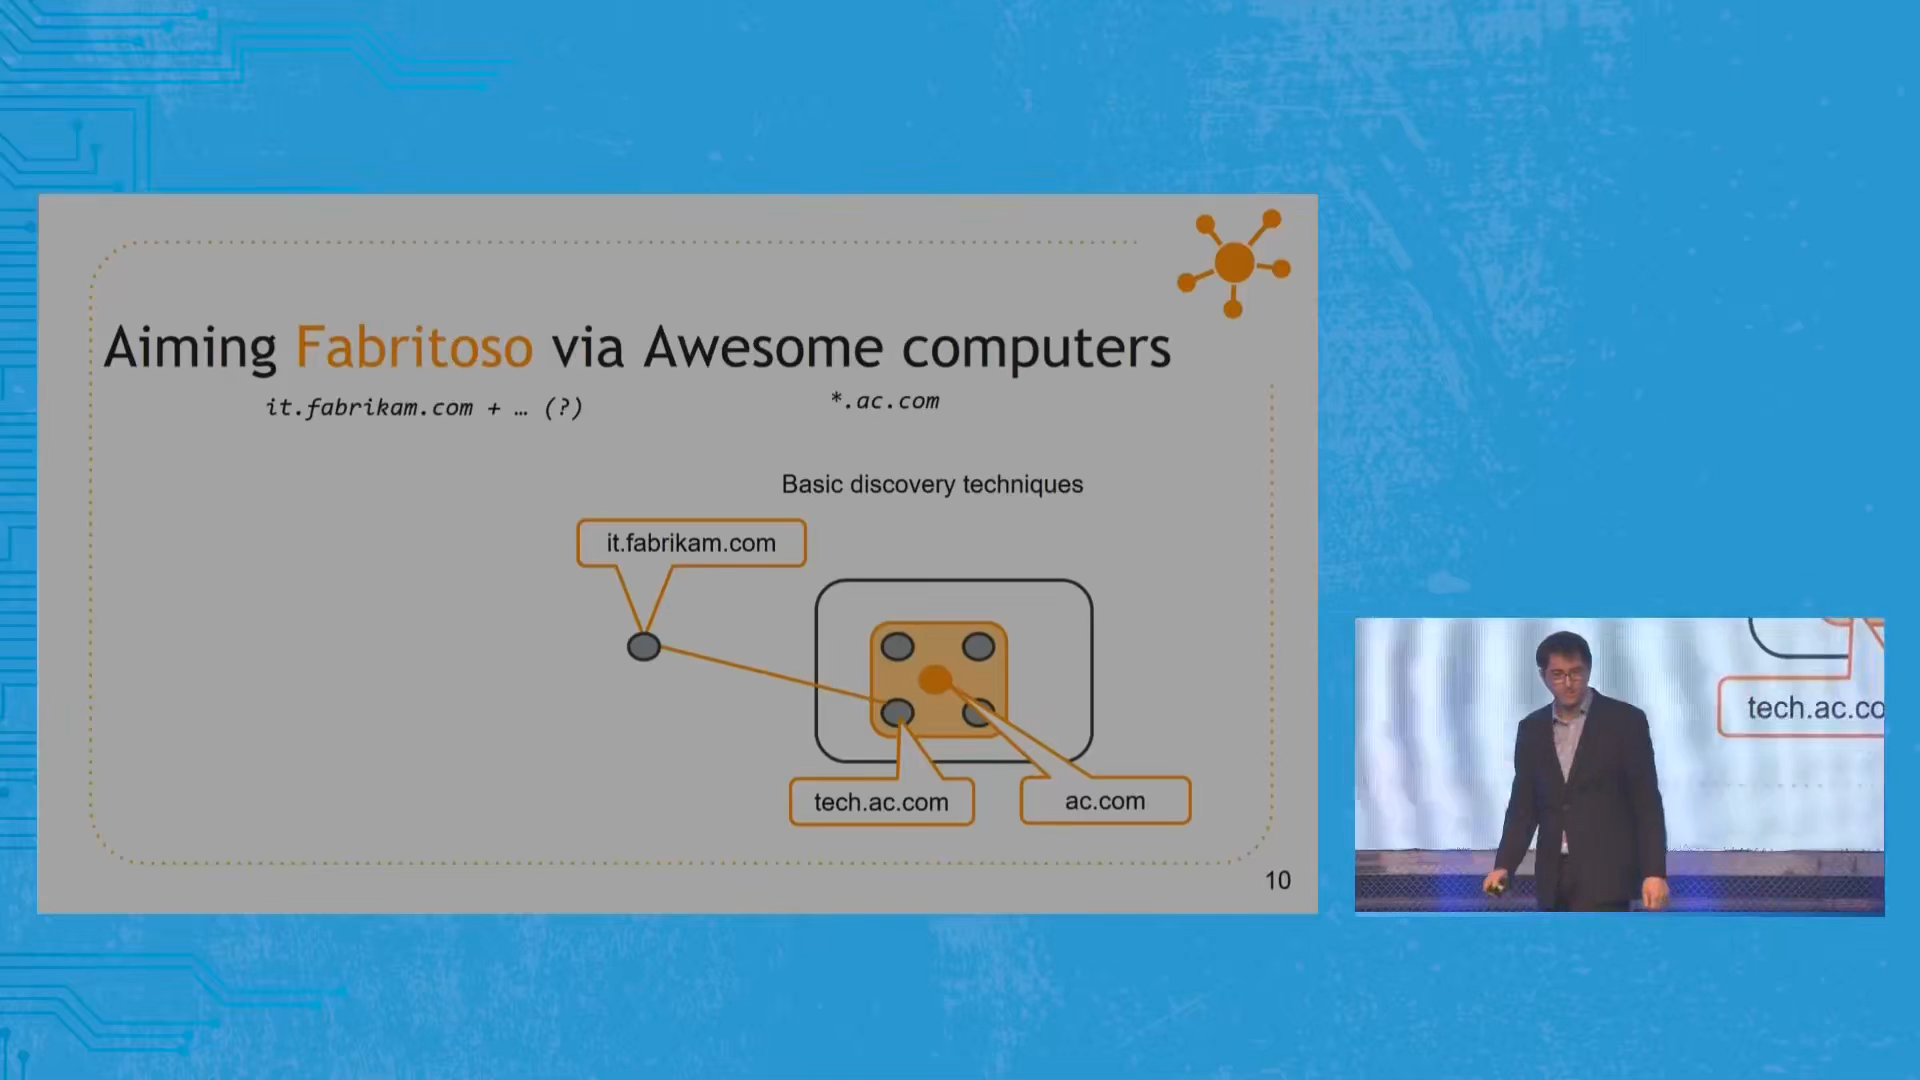 Aiming Fabritoso via Awesome computers
it.fabrikam.com + … (?)
*.ac.com
Basic discovery techniques
it.fabrikam.com
tech.ac.com
ac.com
10
tech.ac.co